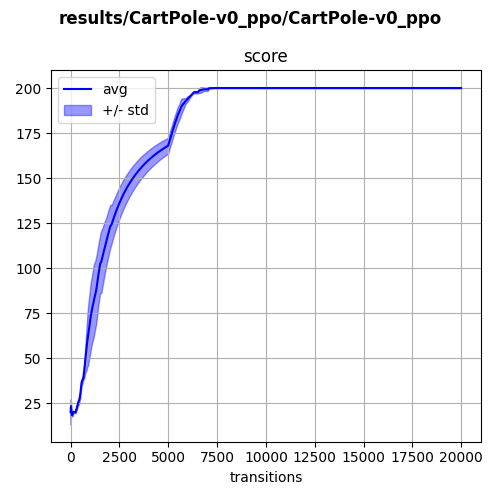 results/CartPole-v0_ppo/CartPole-v0_ppo
score
avg
+/- std
200
175
150
125
100
75
50
25
0 2500 5000 7500 10000 12500 15000 17500 20000
transitions